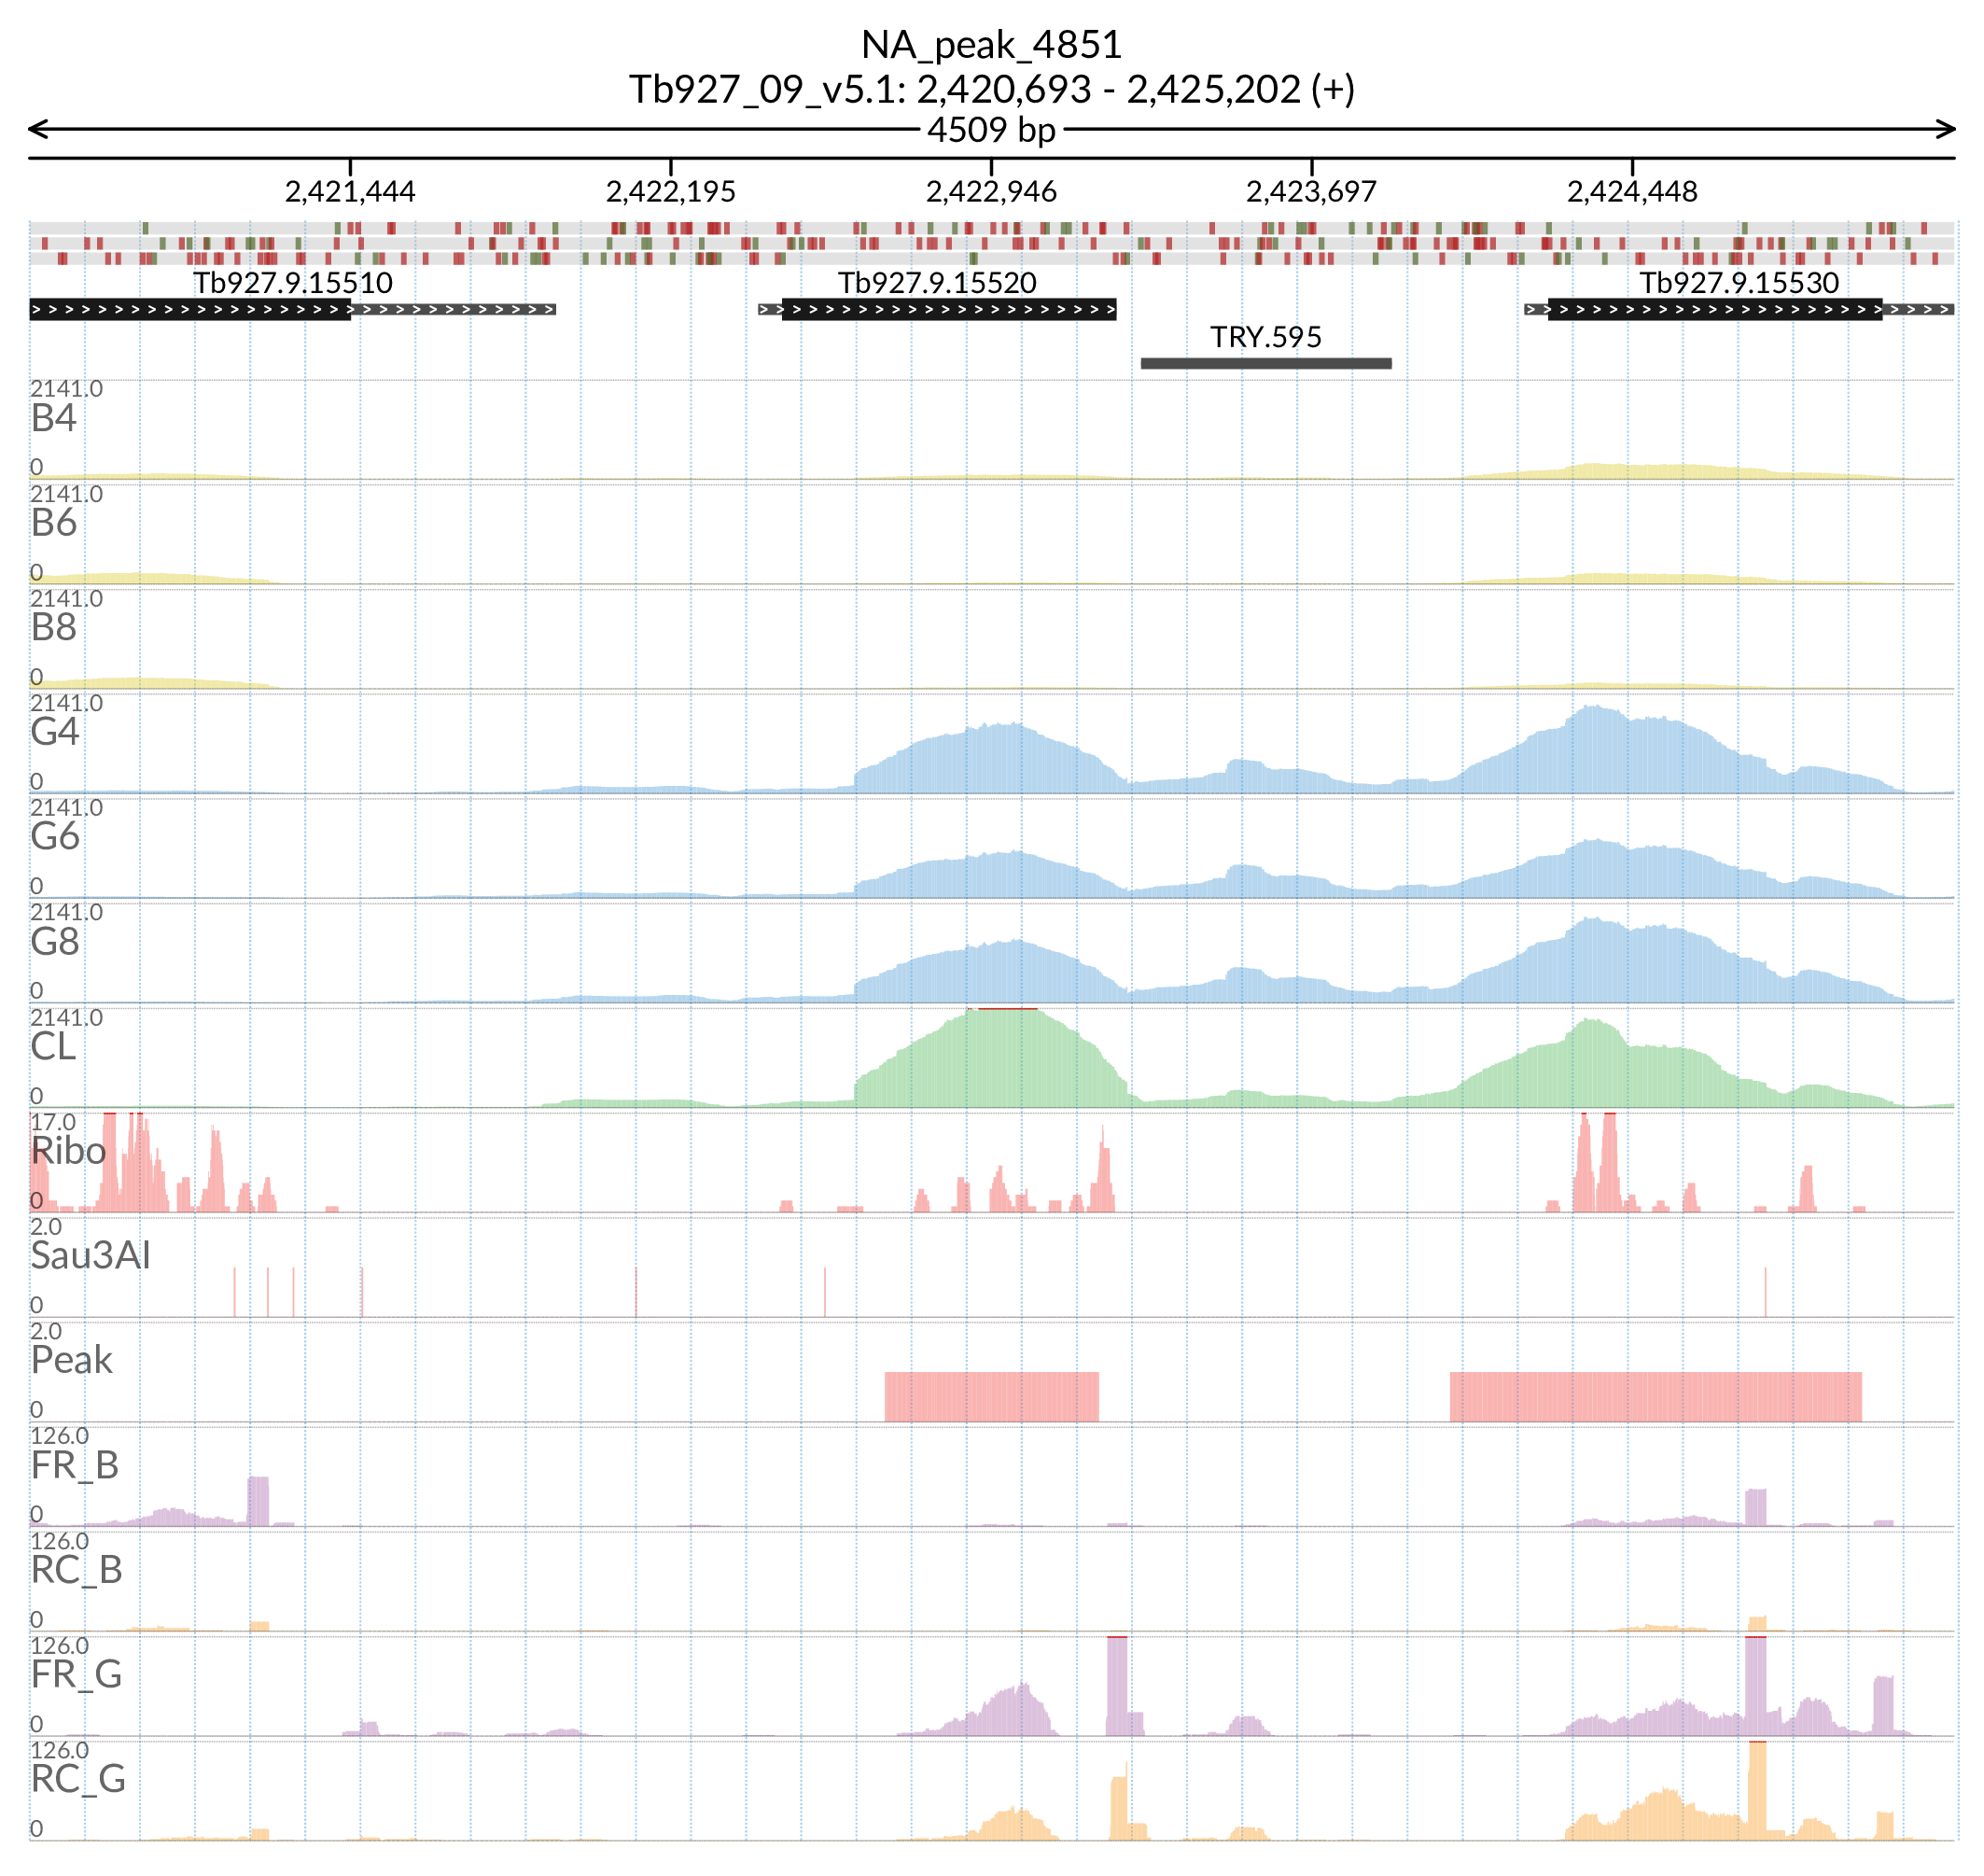 NA_peak_4851
Tb927_09_v5.1: 2,420,693 - 2,425,202 (+)
4509 bp
2,421,444 2,422,195 2,422,946 2,423,697 2,424,448
Tb927.9.15510 Tb927.9.15520 Tb927.9.15530
TRY.595
2141.0
B4
0
2141.0
B6
0
2141.0
B8
0
2141.0
G4
0
2141.0
G6
0
2141.0
G8
0
2141.0
CL
0
17.0
Ribo
0
2.0
Sau3AI
0
2.0
Peak
0
126.0
FR_B
0
126.0
RC_B
0
126.0
FR_G
0
126.0
RC_G
0